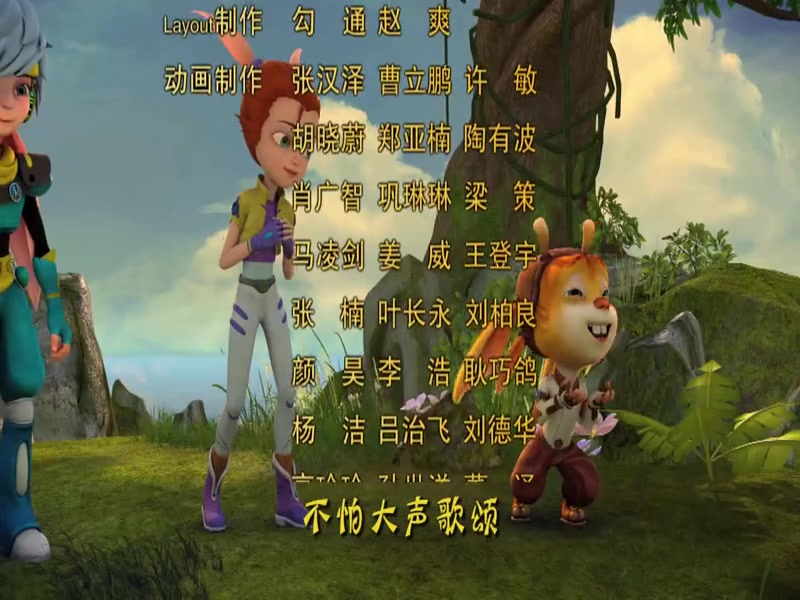 Layout制作 勾 通 赵 爽
动画制作 张汉泽 曹立鹏 许 敏
胡晓蔚 郑亚楠 陶有波
肖广智 巩琳琳 梁 策
马凌剑 姜 威 王登宇
张 楠 叶长永 刘柏良
颜 昊 李 浩 耿巧鸽
杨 洁 吕治飞 刘德华
不怕大声歌颂